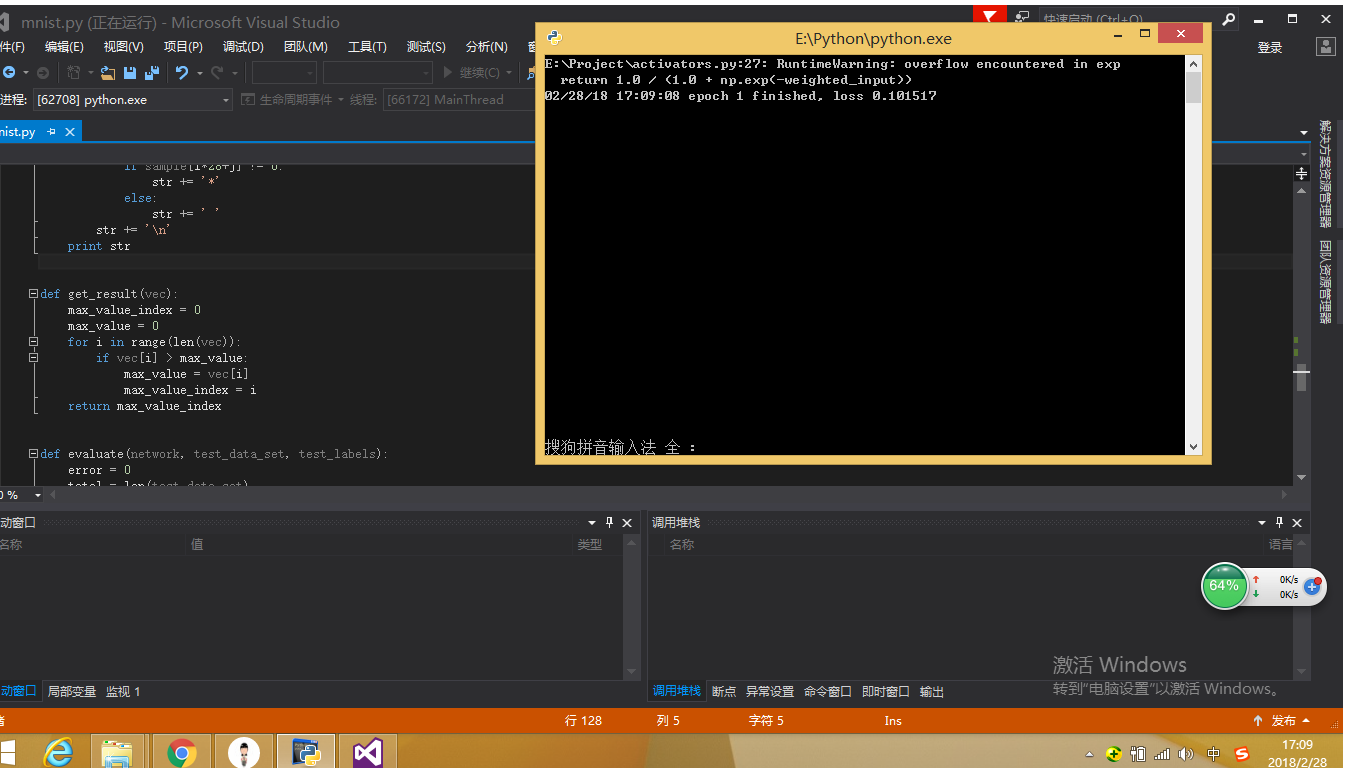 mnist.py (正在运行) - Microsoft Visual Studio
快速启动 (Ctrl+Q)
件(F) 编辑(E) 视图(V) 项目(P) 调试(D) 团队(M) 工具(T) 测试(S) 分析(N)
登录
继续(C)
进程: [62708] python.exe 生命周期事件 线程: [66172] MainThread
nist.py
E:\Python\python.exe
E:\Project\activators.py:27: RuntimeWarning: overflow encountered in exp
return 1.0 / (1.0 + np.exp(-weighted_input))
02/28/18 17:09:08 epoch 1 finished, loss 0.101517
搜狗拼音输入法 全 :
if sample[i*28+j] != 0:
str += '*'
else:
str += ' '
str += '\n'
print str
def get_result(vec):
max_value_index = 0
max_value = 0
for i in range(len(vec)):
if vec[i] > max_value:
max_value = vec[i]
max_value_index = i
return max_value_index
def evaluate(network, test_data_set, test_labels):
error = 0
total = len(test_data_set)
解决方案资源管理器
团队资源管理器
0 %
动窗口
名称 值 类型
调用堆栈
名称 语言
64%
0K/s
0K/s
动窗口 局部变量 监视 1
调用堆栈 断点 异常设置 命令窗口 即时窗口 输出
激活 Windows
转到"电脑设置"以激活 Windows。
行 128 列 5 字符 5 Ins 发布
中
17:09
2018/2/28